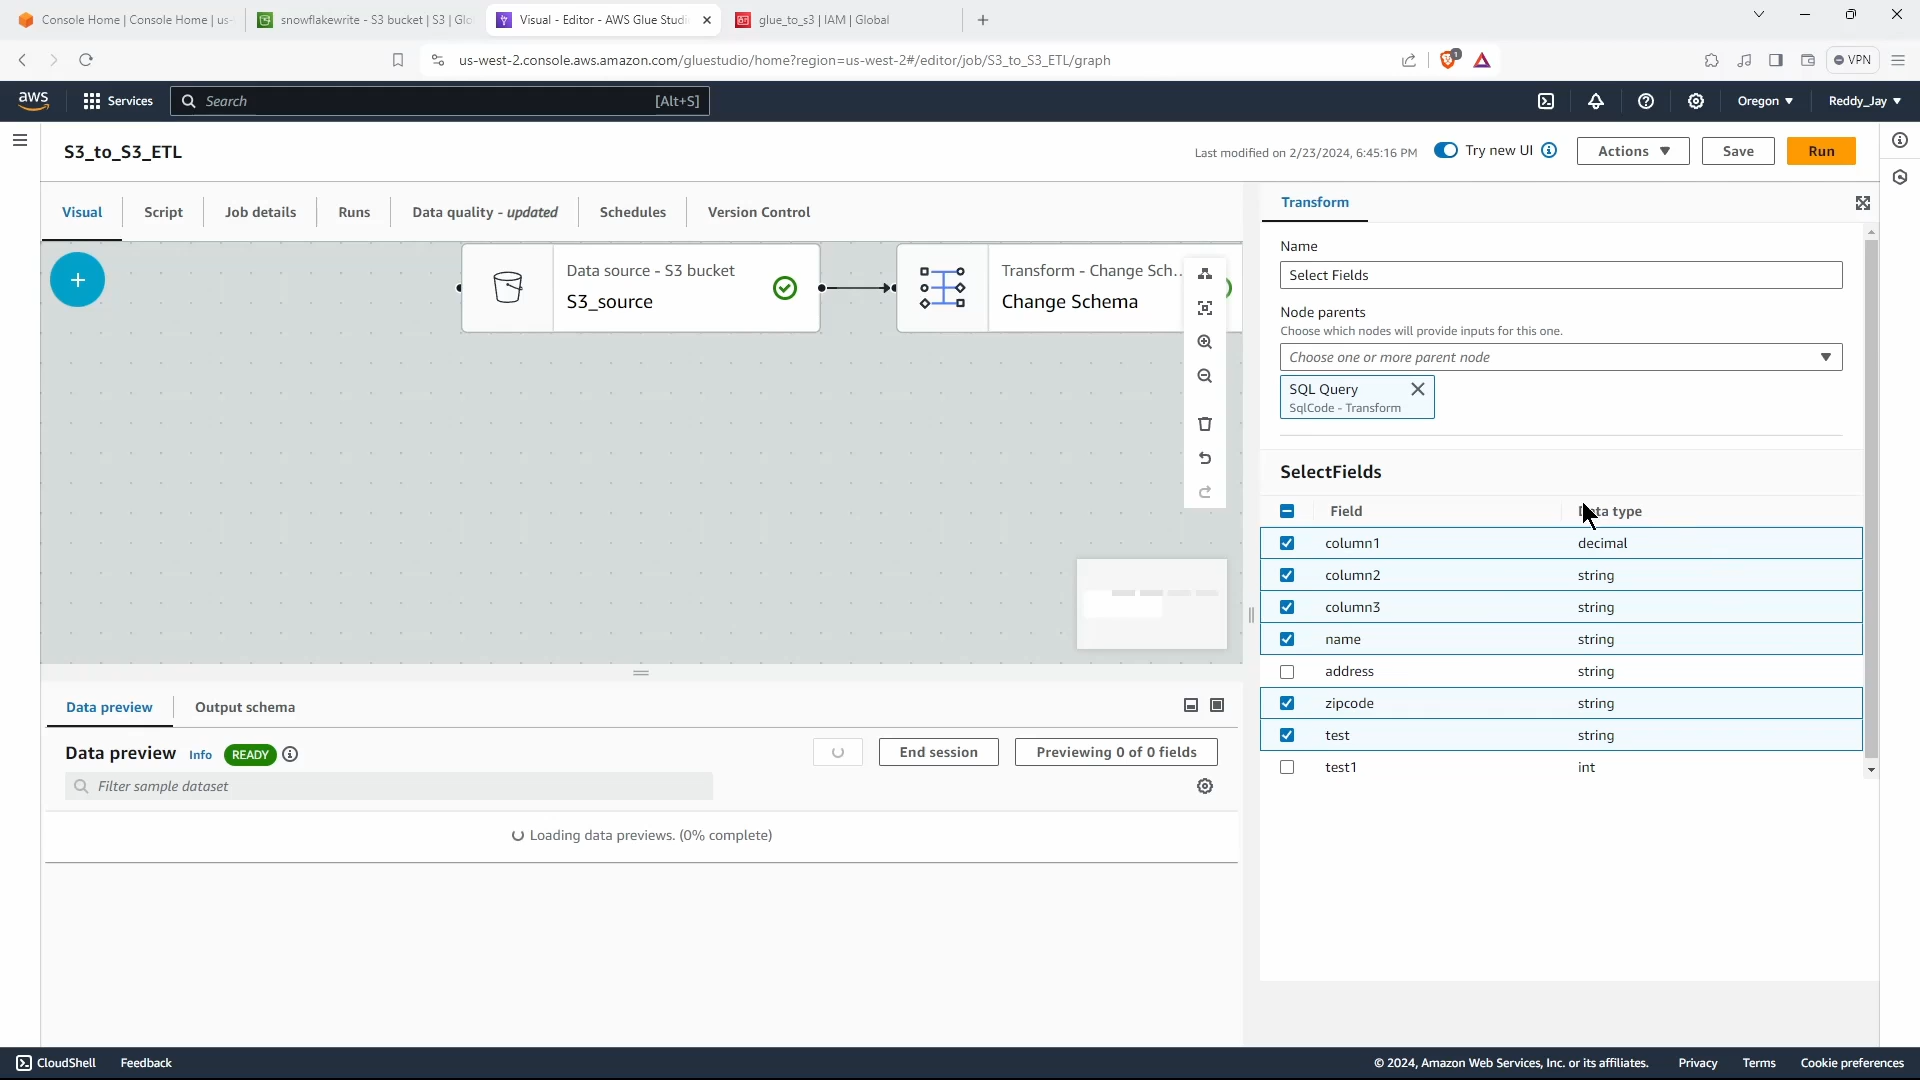 Console Home | Console Home | us-
snowflakewrite - S3 bucket | S3 | Glo
Visual - Editor - AWS Glue Studi
glue_to_s3 | IAM | Global
us-west-2.console.aws.amazon.com/gluestudio/home?region=us-west-2#/editor/job/S3_to_S3_ETL/graph
1
VPN
aws
Services
Search
[Alt+S]
Oregon
Reddy_Jay
S3_to_S3_ETL
Last modified on 2/23/2024, 6:45:16 PM
Try new UI
Actions
Save
Run
Visual
Script
Job details
Runs
Data quality - updated
Schedules
Version Control
Data source - S3 bucket
S3_source
Transform - Change Sch...
Change Schema
Transform
Name
Select Fields
Node parents
Choose which nodes will provide inputs for this one.
Choose one or more parent node
SQL Query
SqlCode - Transform
SelectFields
Field
Data type
column1
decimal
column2
string
column3
string
name
string
address
string
zipcode
string
test
string
test1
int
Data preview
Output schema
Data preview
Info
READY
End session
Previewing 0 of 0 fields
Filter sample dataset
Loading data previews. (0% complete)
CloudShell
Feedback
© 2024, Amazon Web Services, Inc. or its affiliates.
Privacy
Terms
Cookie preferences